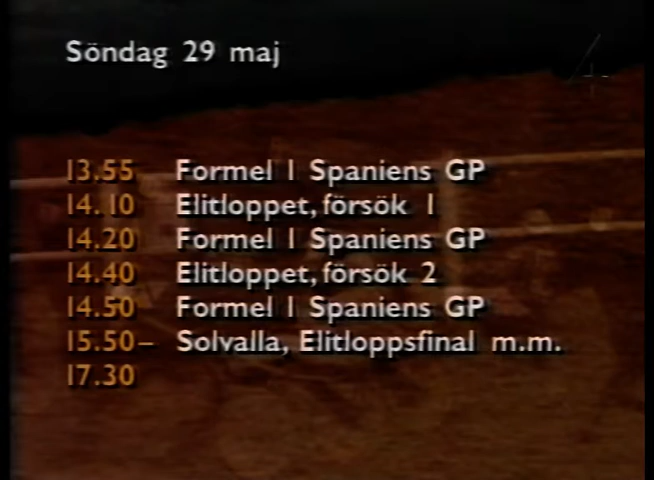 Söndag 29 maj
4
13.55 Formel 1 Spaniens GP
14.10 Elitloppet, försök 1
14.20 Formel 1 Spaniens GP
14.40 Elitloppet, försök 2
14.50 Formel 1 Spaniens GP
15.50– Solvalla, Elitloppsfinal m.m.
17.30